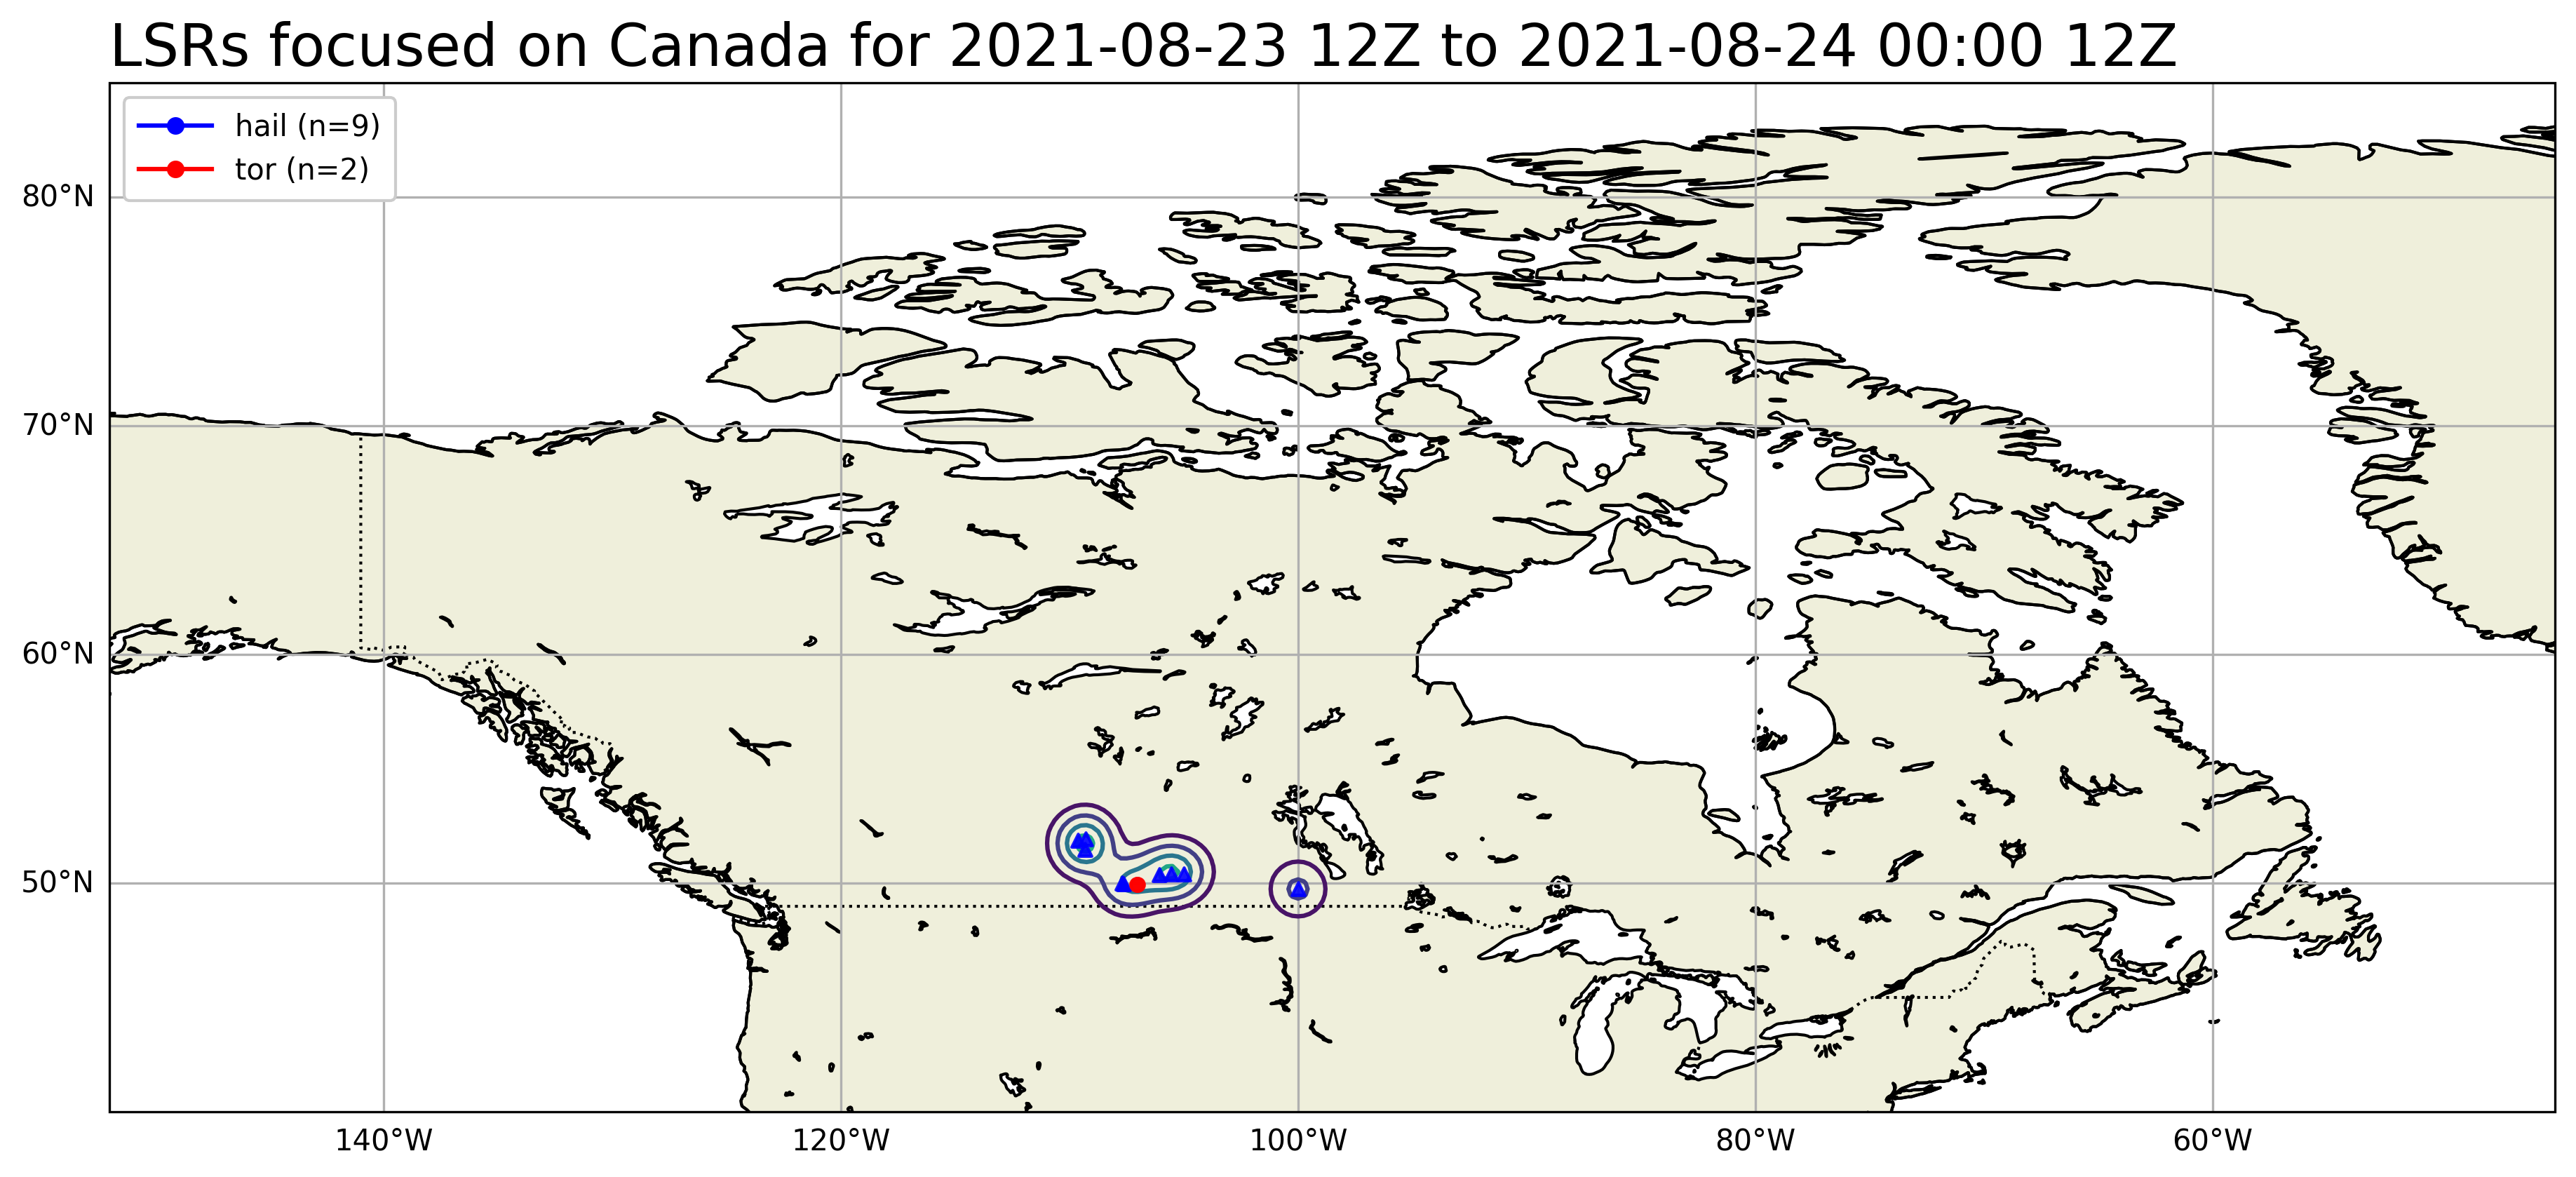 LSRs focused on Canada for 2021-08-23 12Z to 2021-08-24 00:00 12Z
hail (n=9)
tor (n=2)
80°N
70°N
60°N
50°N
140°W
120°W
100°W
80°W
60°W